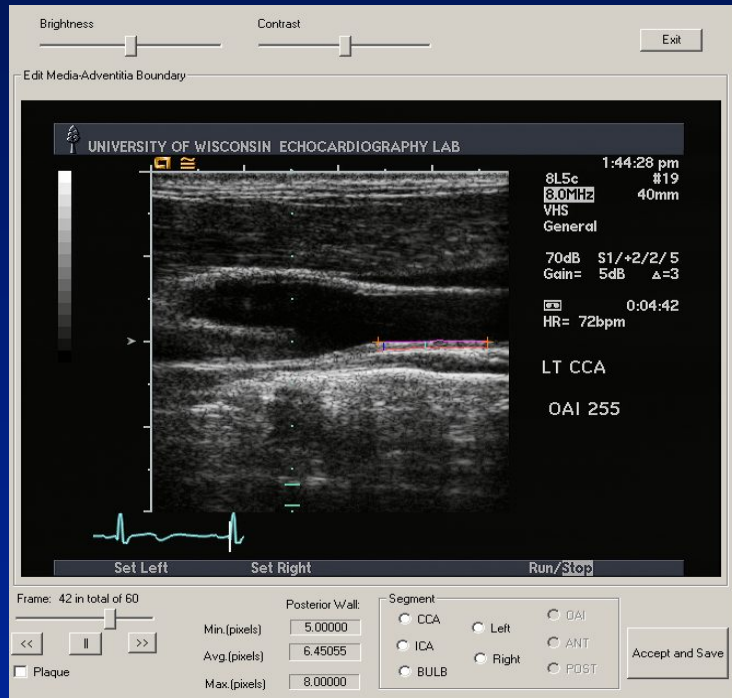 Brightness Contrast
Exit
Edit Media-Adventitia Boundary
UNIVERSITY OF WISCONSIN ECHOCARDIOGRAPHY LAB
1:44:28 pm
8L5c #19
8.0MHz 40mm
VHS
General
70dB S1/+2/2/5
Gain= 5dB Δ=3
0:04:42
HR= 72bpm
LT CCA
OAI 255
Set Left Set Right Run/Stop
Frame: 42 in total of 60
<< || >>
Plaque
Posterior Wall:
Min.(pixels) 5.00000
Avg.(pixels) 6.45055
Max.(pixels) 8.00000
Segment
CCA
ICA
BULB
Left
Right
OAI
ANT
POST
Accept and Save